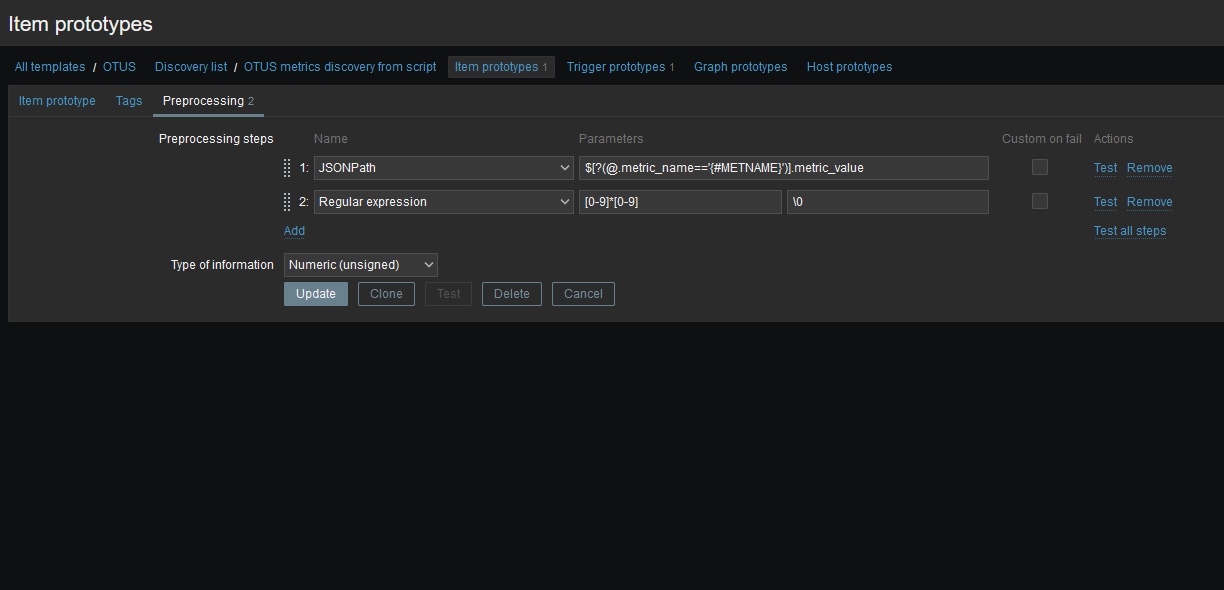 Item prototypes
All templates / OTUS Discovery list / OTUS metrics discovery from script Item prototypes 1 Trigger prototypes 1 Graph prototypes Host prototypes
Item prototype Tags Preprocessing 2
Preprocessing steps Name Parameters Custom on fail Actions
1: JSONPath $[?(@.metric_name=='{#METNAME}')].metric_value Test Remove
2: Regular expression [0-9]*[0-9] \0 Test Remove
Add Test all steps
Type of information Numeric (unsigned)
Update Clone Test Delete Cancel